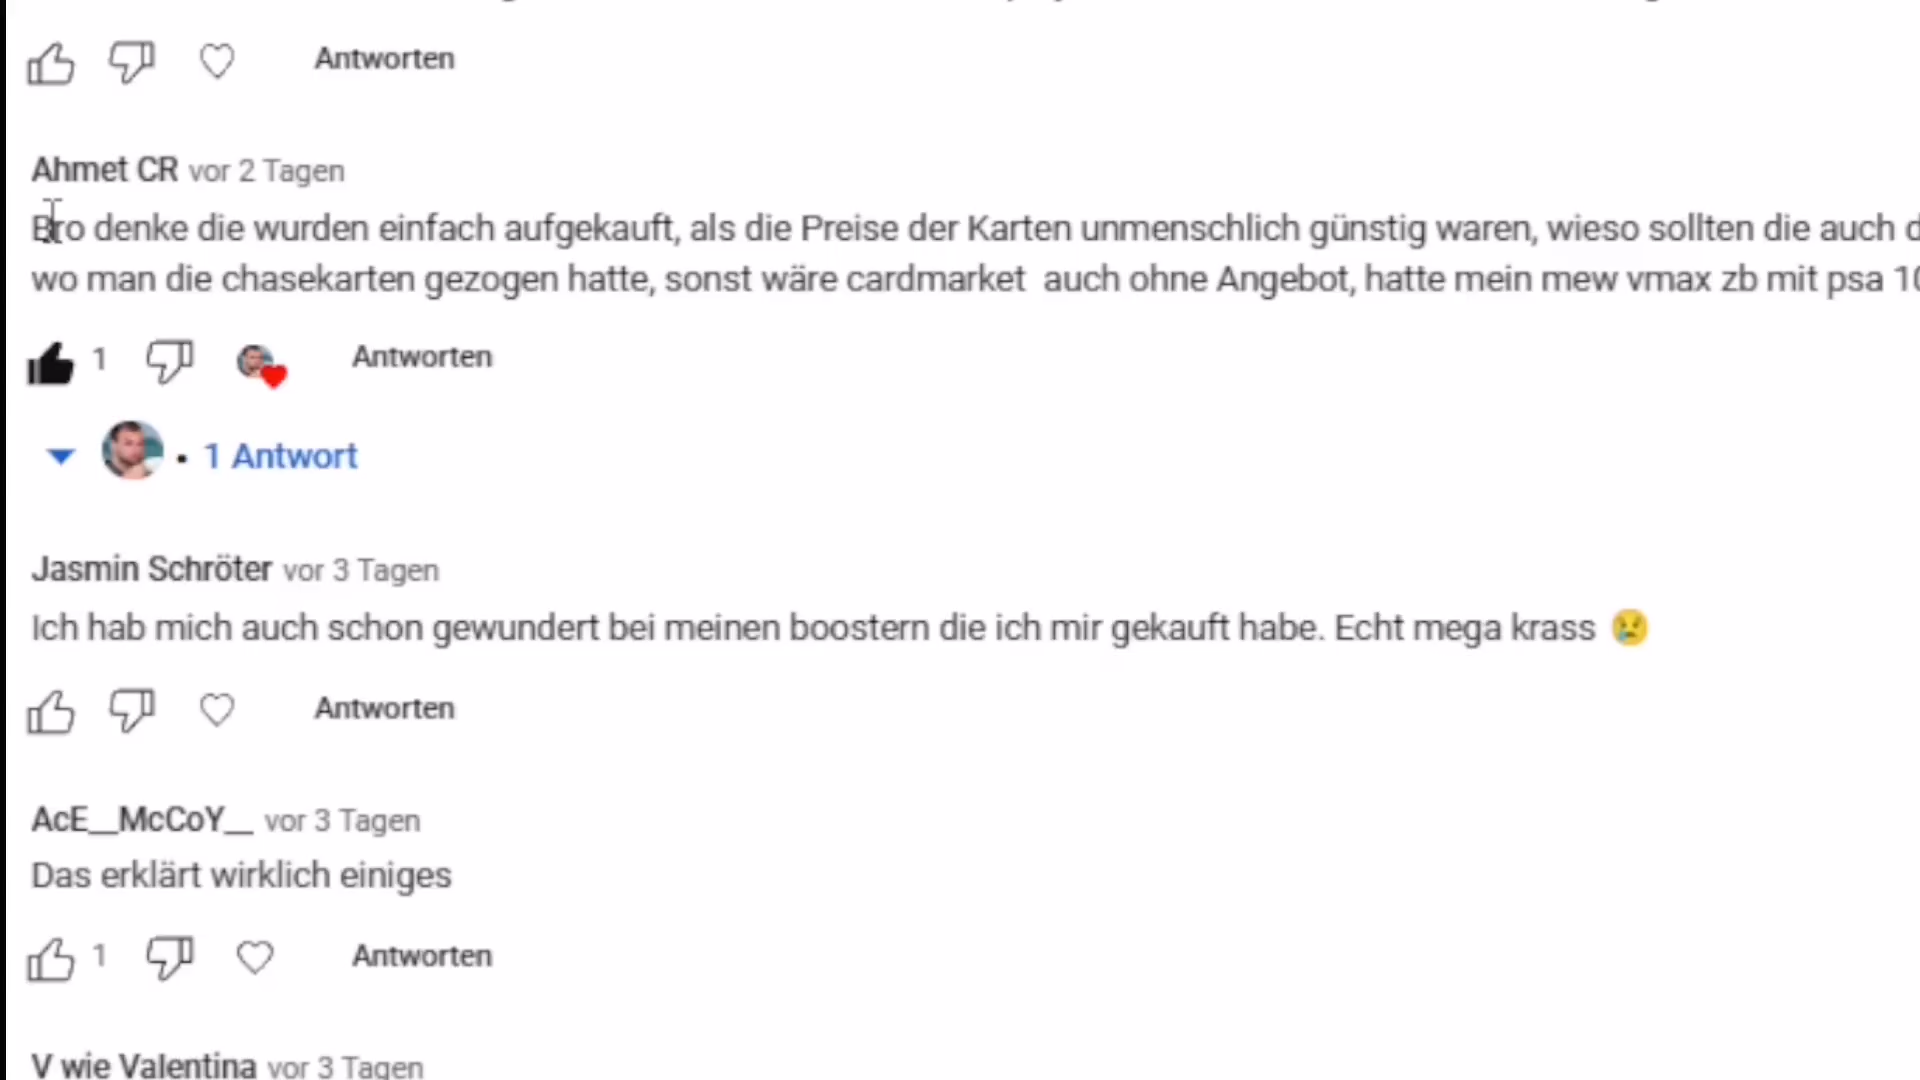 Antworten
Ahmet CR vor 2 Tagen
Bro denke die wurden einfach aufgekauft, als die Preise der Karten unmenschlich günstig waren, wieso sollten die auch
wo man die chasekarten gezogen hatte, sonst wäre cardmarket auch ohne Angebot, hatte mein mew vmax zb mit psa 10
1 Antworten
1 Antwort
Jasmin Schröter vor 3 Tagen
Ich hab mich auch schon gewundert bei meinen boostern die ich mir gekauft habe. Echt mega krass 😢
Antworten
AcE__McCoY__ vor 3 Tagen
Das erklärt wirklich einiges
1 Antworten
V wie Valentina vor 3 Tagen